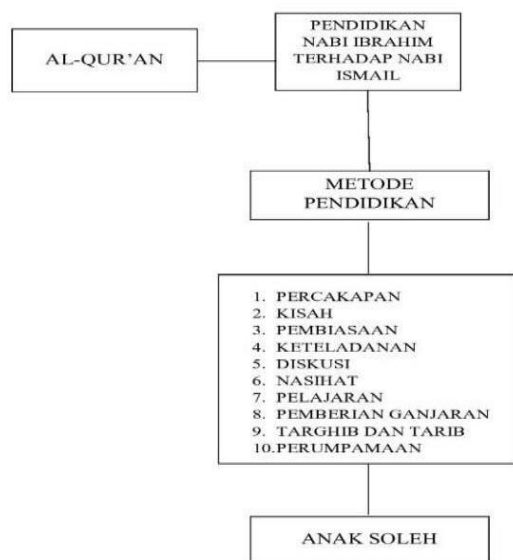 AL-QUR'AN
PENDIDIKAN
NABI IBRAHIM
TERHADAP NABI
ISMAIL
METODE
PENDIDIKAN
1. PERCAKAPAN
2. KISAH
3. PEMBIASAAN
4. KETELADANAN
5. DISKUSI
6. NASIHAT
7. PELAJARAN
8. PEMBERIAN GANJARAN
9. TARGHIB DAN TARIB
10.PERUMPAMAAN
ANAK SOLEH